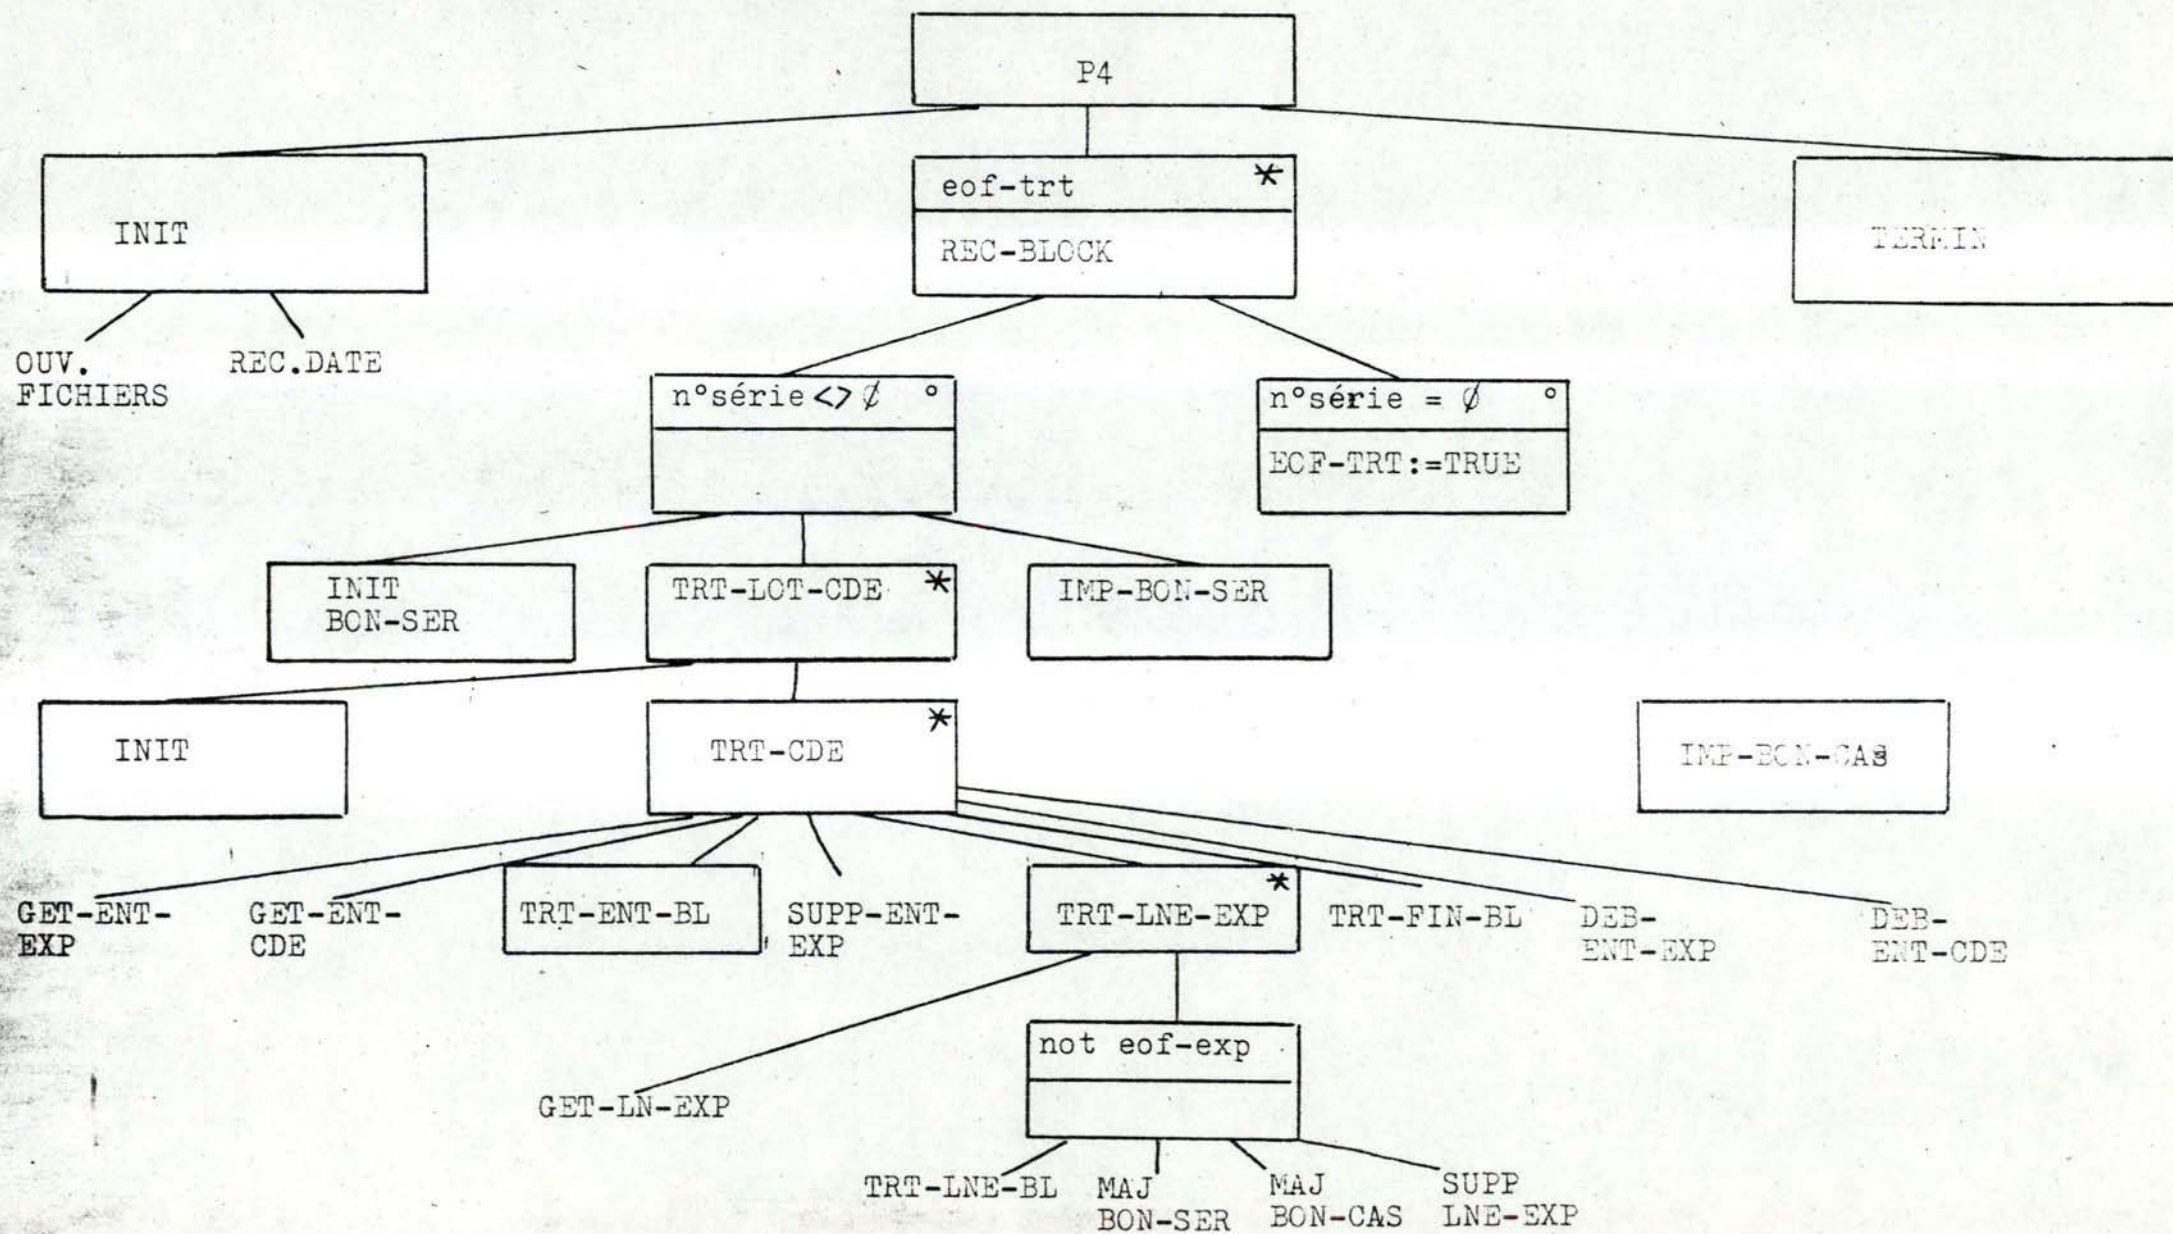 P4
INIT
eof-trt *
REC-BLOCK
TERMIN
OUV.
FICHIERS
REC.DATE
n°série <> Ø °
n°série = Ø °
EOF-TRT:=TRUE
INIT
BON-SER
TRT-LOT-CDE *
IMP-BON-SER
INIT
TRT-CDE *
IMP-BON-CAS
GET-ENT-
EXP
GET-ENT-
CDE
TRT-ENT-BL
SUPP-ENT-
EXP
TRT-LNE-EXP *
TRT-FIN-BL
DEB-
ENT-EXP
DEB-
ENT-CDE
GET-LN-EXP
not eof-exp
TRT-LNE-BL
MAJ
BON-SER
MAJ
BON-CAS
SUPP
LNE-EXP